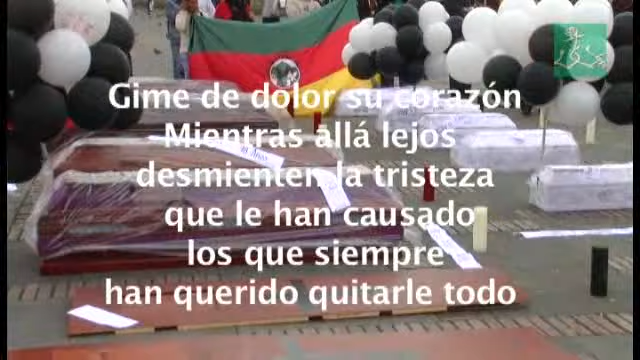 Gime de dolor su corazón
Mientras allá lejos
desmienten la tristeza
que le han causado
los que siempre
han querido quitarle todo